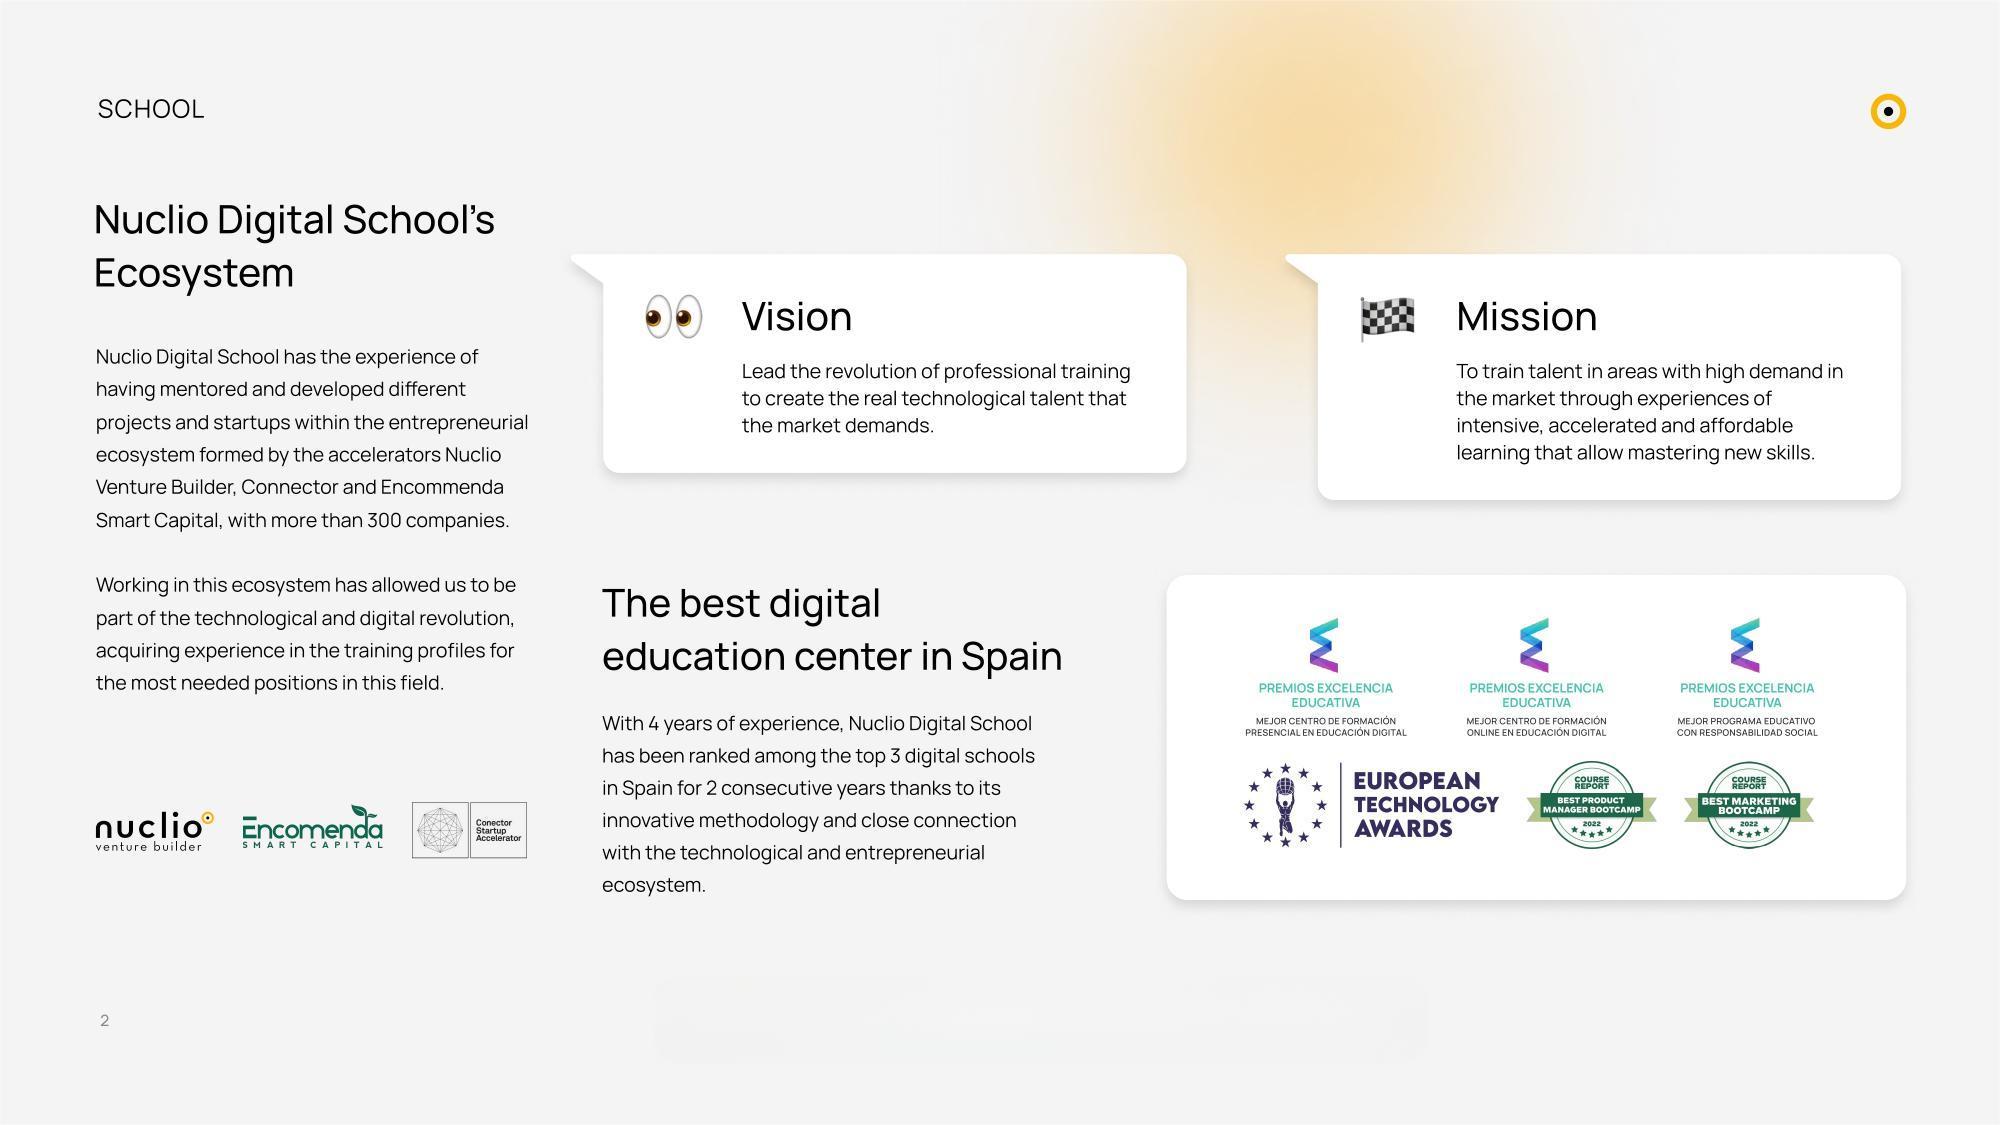 SCHOOL
Nuclio Digital School’s
Ecosystem
Nuclio Digital School has the experience of
having mentored and developed different
projects and startups within the entrepreneurial
ecosystem formed by the accelerators Nuclio
Venture Builder, Connector and Encommenda
Smart Capital, with more than 300 companies.
Working in this ecosystem has allowed us to be
part of the technological and digital revolution,
acquiring experience in the training profiles for
the most needed positions in this field.
nuclio
venture builder
Encomenda
SMART CAPITAL
Conector
Startup
Accelerator
Vision
Lead the revolution of professional training
to create the real technological talent that
the market demands.
Mission
To train talent in areas with high demand in
the market through experiences of
intensive, accelerated and affordable
learning that allow mastering new skills.
The best digital
education center in Spain
With 4 years of experience, Nuclio Digital School
has been ranked among the top 3 digital schools
in Spain for 2 consecutive years thanks to its
innovative methodology and close connection
with the technological and entrepreneurial
ecosystem.
PREMIOS EXCELENCIA
EDUCATIVA
MEJOR CENTRO DE FORMACIÓN
PRESENCIAL EN EDUCACIÓN DIGITAL
PREMIOS EXCELENCIA
EDUCATIVA
MEJOR CENTRO DE FORMACIÓN
ONLINE EN EDUCACIÓN DIGITAL
PREMIOS EXCELENCIA
EDUCATIVA
MEJOR PROGRAMA EDUCATIVO
CON RESPONSABILIDAD SOCIAL
EUROPEAN
TECHNOLOGY
AWARDS
COURSE
REPORT
BEST PRODUCT
MANAGER BOOTCAMP
2022
COURSE
REPORT
BEST MARKETING
BOOTCAMP
2022
2